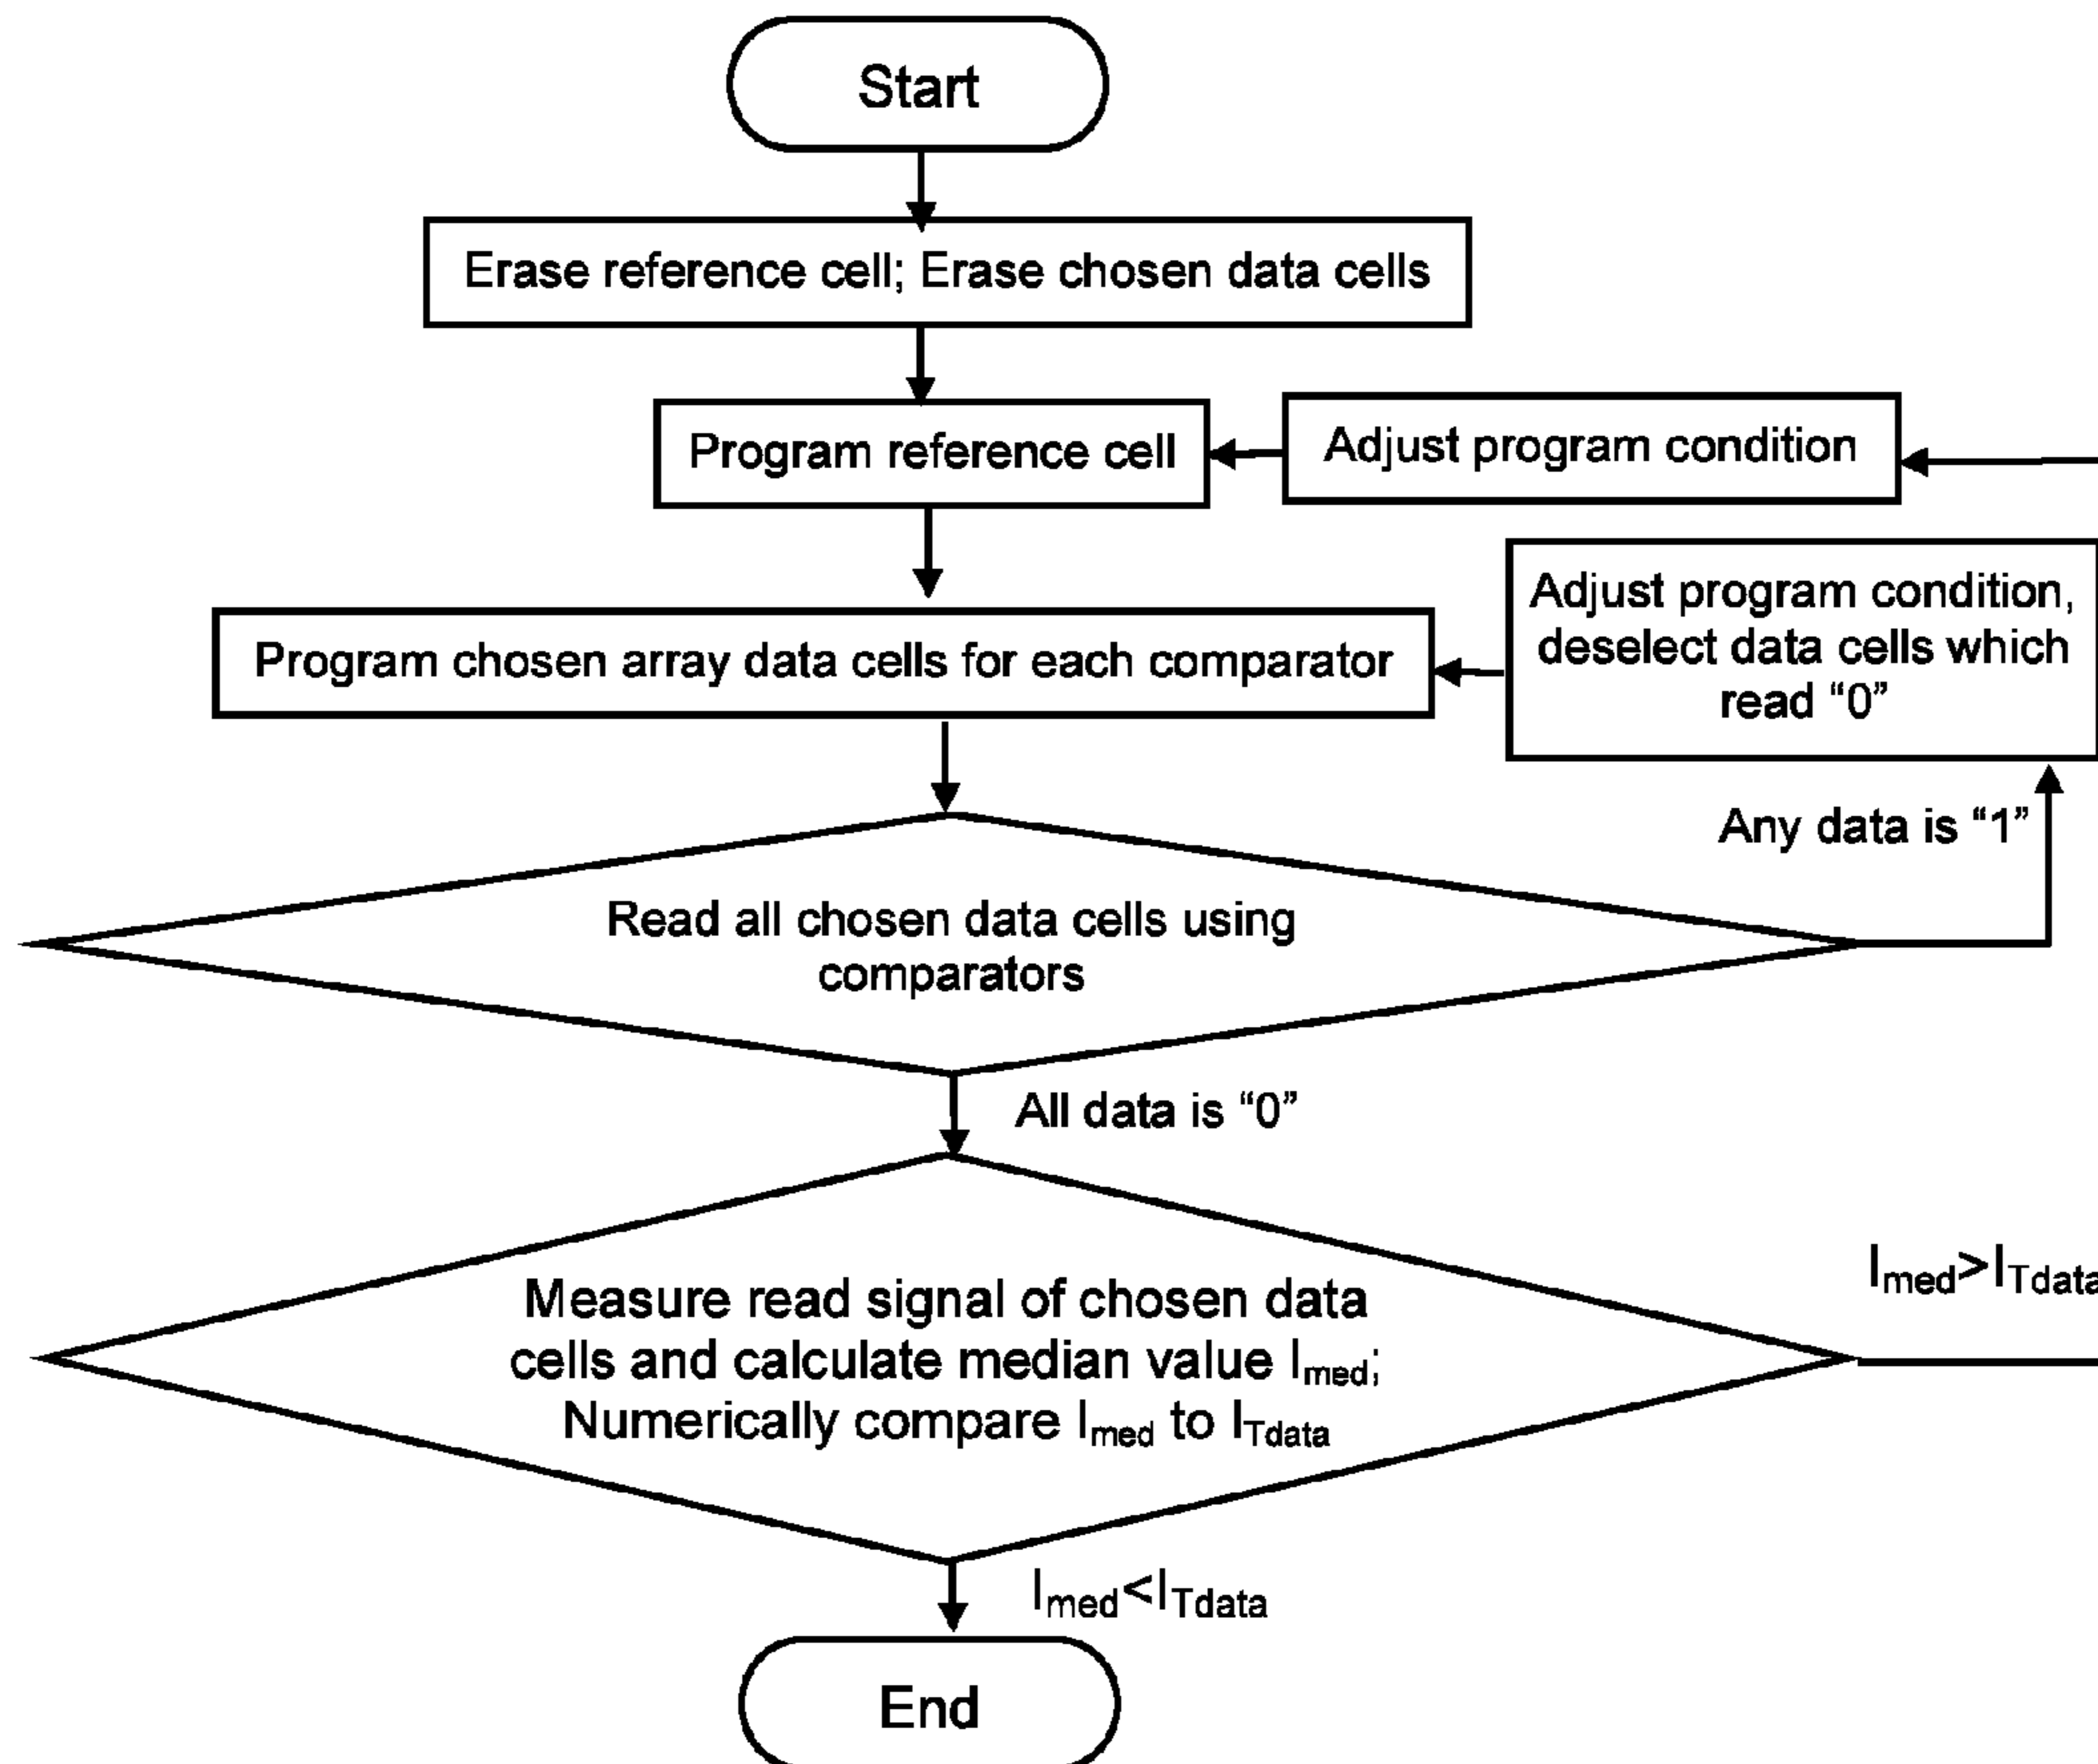 Start
Erase reference cell; Erase chosen data cells
Program reference cell
Adjust program condition
Adjust program condition,
deselect data cells which
read “0”
Program chosen array data cells for each comparator
Any data is “1”
Read all chosen data cells using
comparators
All data is “0”
Measure read signal of chosen data
cells and calculate median value Imed;
Numerically compare Imed to ITdata
Imed>ITdata
Imed<ITdata
End